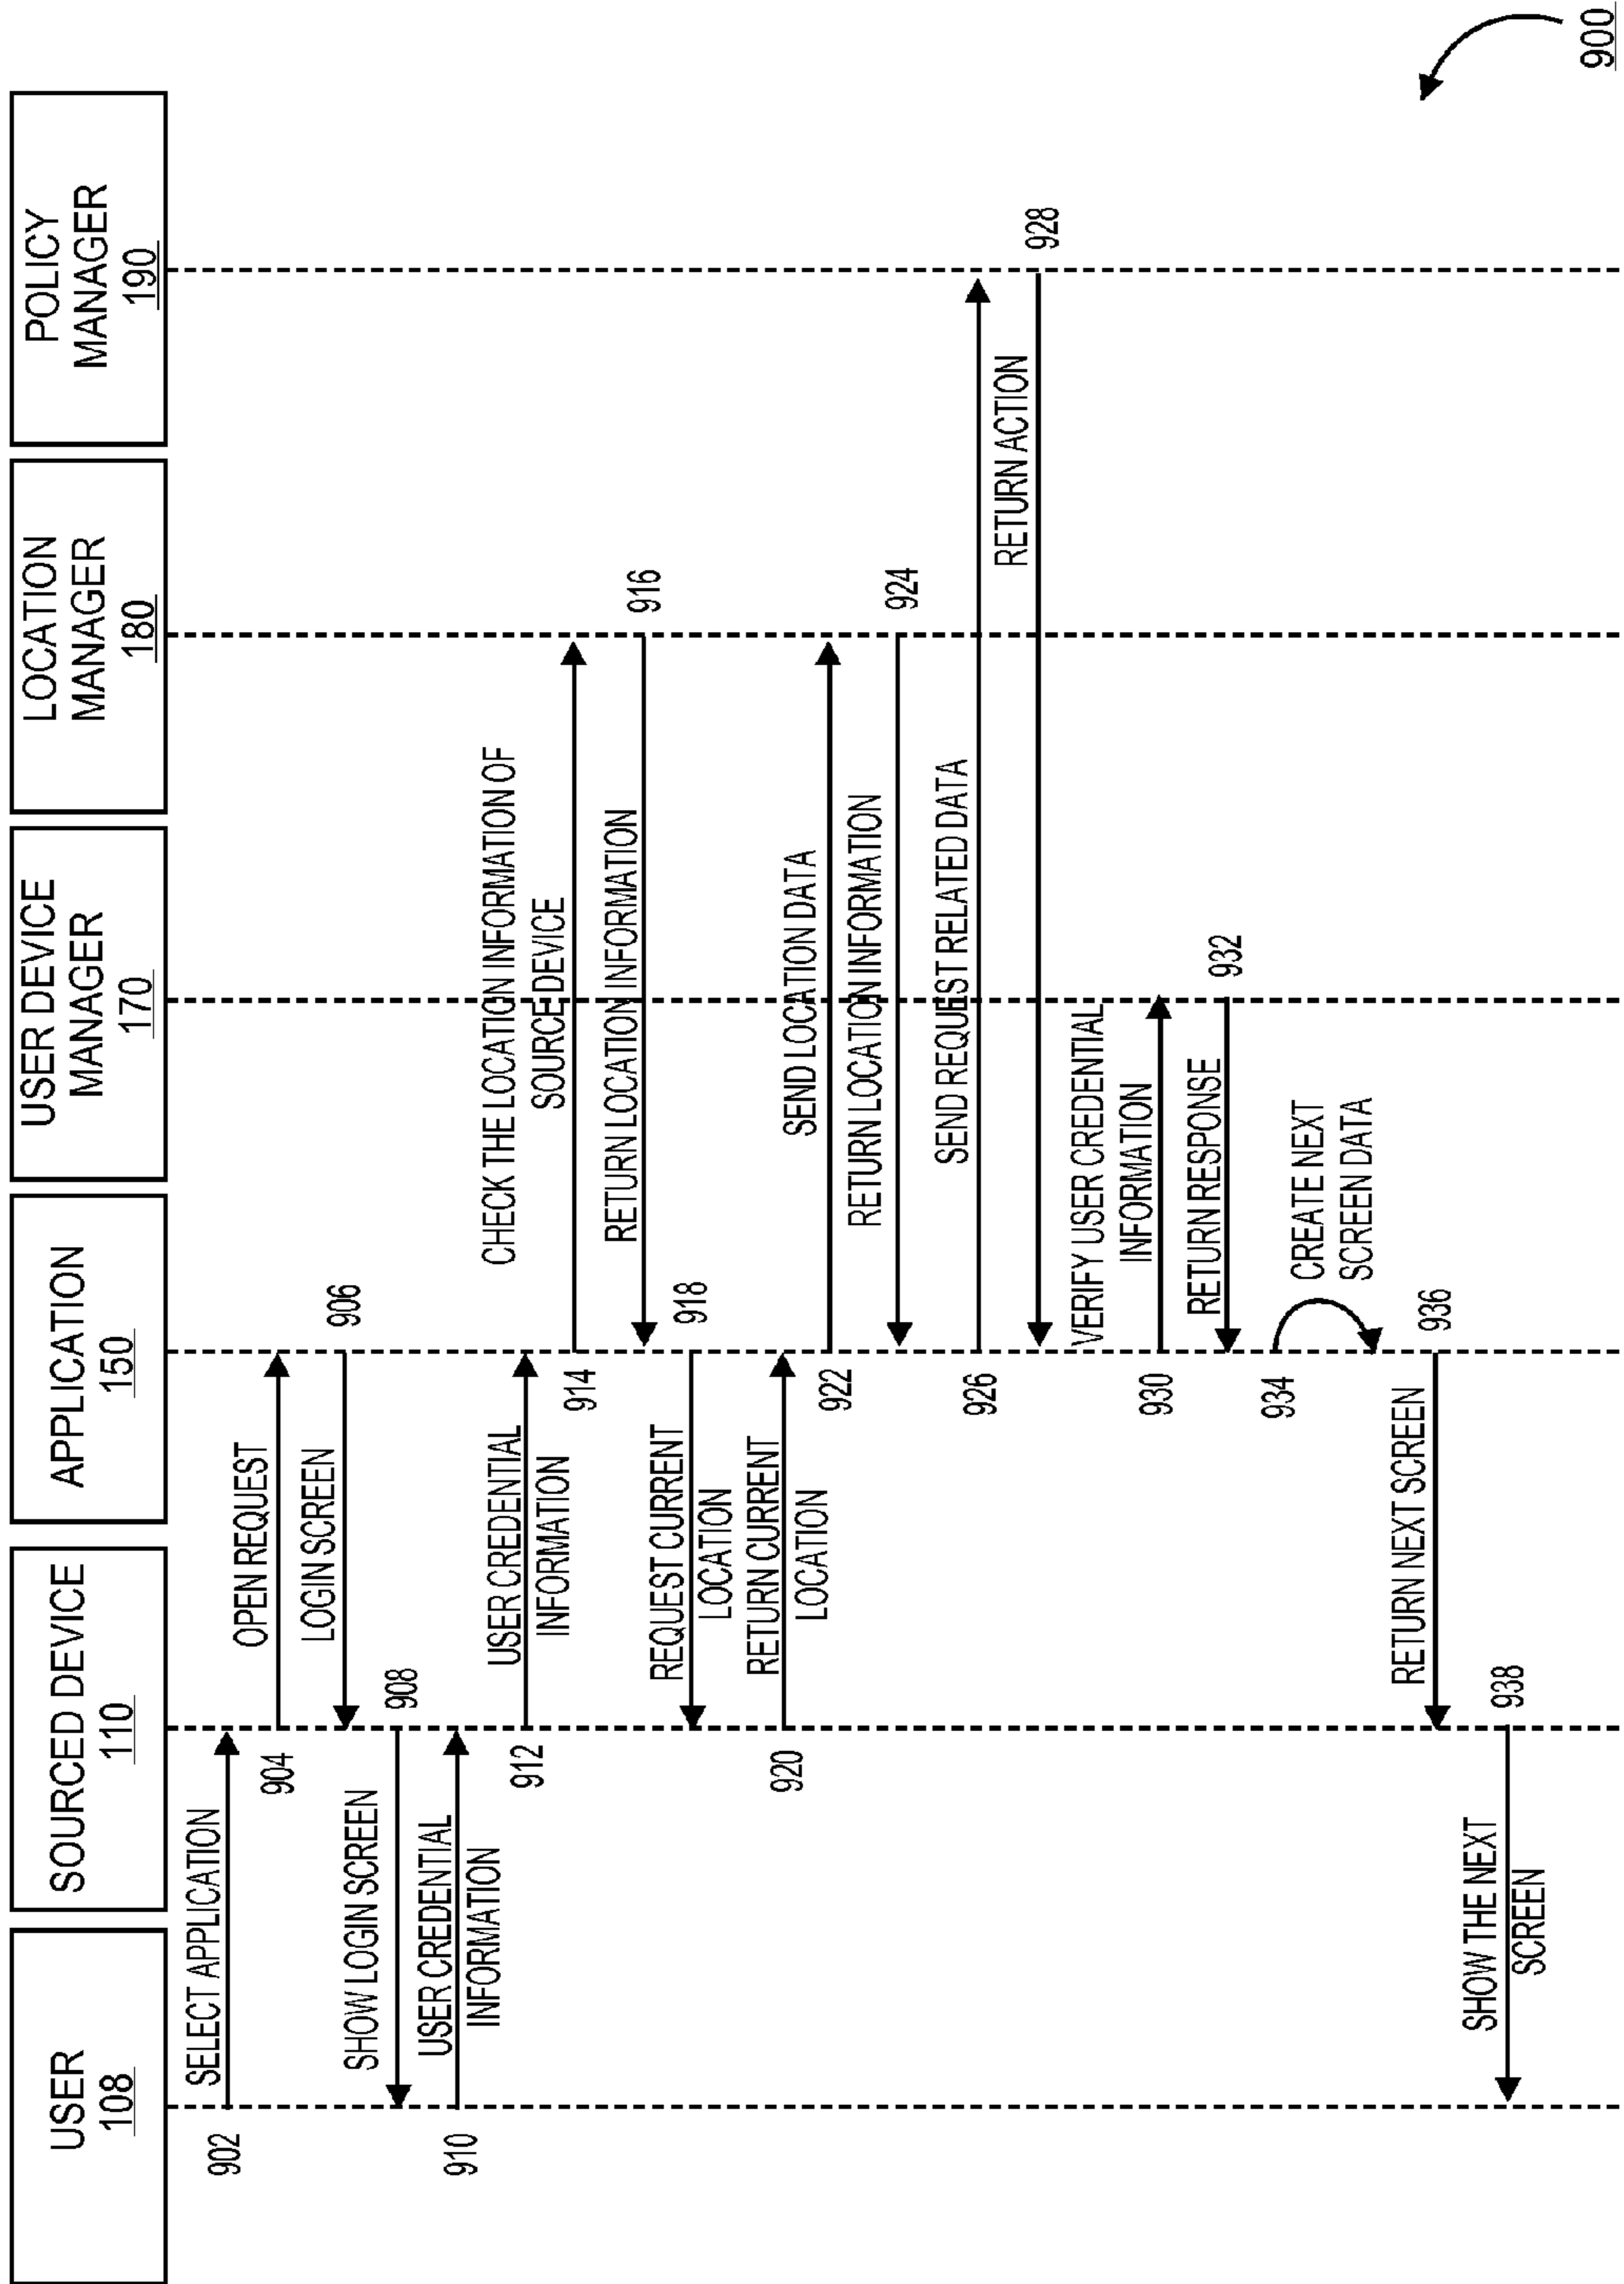 USER
108
SOURCED DEVICE
110
APPLICATION
150
USER DEVICE
MANAGER
170
LOCATION
MANAGER
180
POLICY
MANAGER
190
902
SELECT APPLICATION
904
OPEN REQUEST
LOGIN SCREEN
906
SHOW LOGIN SCREEN
908
910
USER CREDENTIAL
INFORMATION
912
USER CREDENTIAL
INFORMATION
914
CHECK THE LOCATION INFORMATION OF
SOURCE DEVICE
RETURN LOCATION INFORMATION
916
REQUEST CURRENT
LOCATION
918
920
RETURN CURRENT
LOCATION
922
SEND LOCATION DATA
RETURN LOCATION INFORMATION
924
926
SEND REQUEST RELATED DATA
RETURN ACTION
928
930
VERIFY USER CREDENTIAL
INFORMATION
RETURN RESPONSE
932
934
CREATE NEXT
SCREEN DATA
RETURN NEXT SCREEN
936
SHOW THE NEXT
SCREEN
938
900